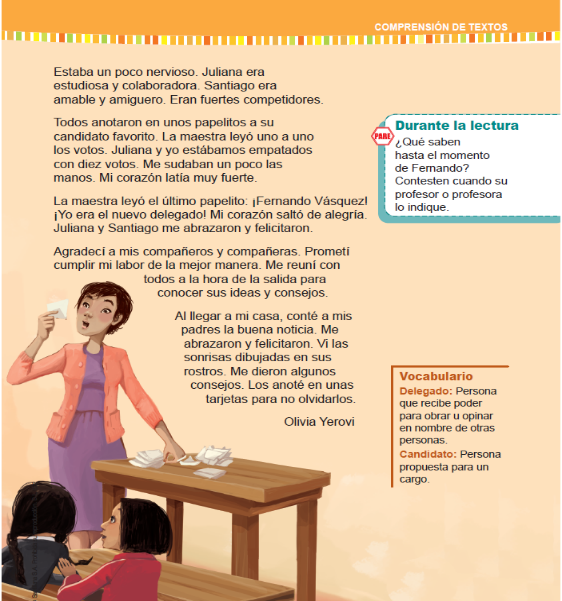 COMPRENSIÓN DE TEXTOS
Estaba un poco nervioso. Juliana era
estudiosa y colaboradora. Santiago era
amable y amiguero. Eran fuertes competidores.
Todos anotaron en unos papelitos a su
candidato favorito. La maestra leyó uno a uno
los votos. Juliana y yo estábamos empatados
con diez votos. Me sudaban un poco las
manos. Mi corazón latía muy fuerte.
La maestra leyó el último papelito: ¡Fernando Vásquez!
¡Yo era el nuevo delegado! Mi corazón saltó de alegría.
Juliana y Santiago me abrazaron y felicitaron.
Agradecí a mis compañeros y compañeras. Prometí
cumplir mi labor de la mejor manera. Me reuní con
todos a la hora de la salida para
conocer sus ideas y consejos.
Al llegar a mi casa, conté a mis
padres la buena noticia. Me
abrazaron y felicitaron. Vi las
sonrisas dibujadas en sus
rostros. Me dieron algunos
consejos. Los anoté en unas
tarjetas para no olvidarlos.
Olivia Yerovi
PARE
Durante la lectura
¿Qué saben
hasta el momento
de Fernando?
Contesten cuando su
profesor o profesora
lo indique.
Vocabulario
Delegado: Persona
que recibe poder
para obrar u opinar
en nombre de otras
personas.
Candidato: Persona
propuesta para un
cargo.